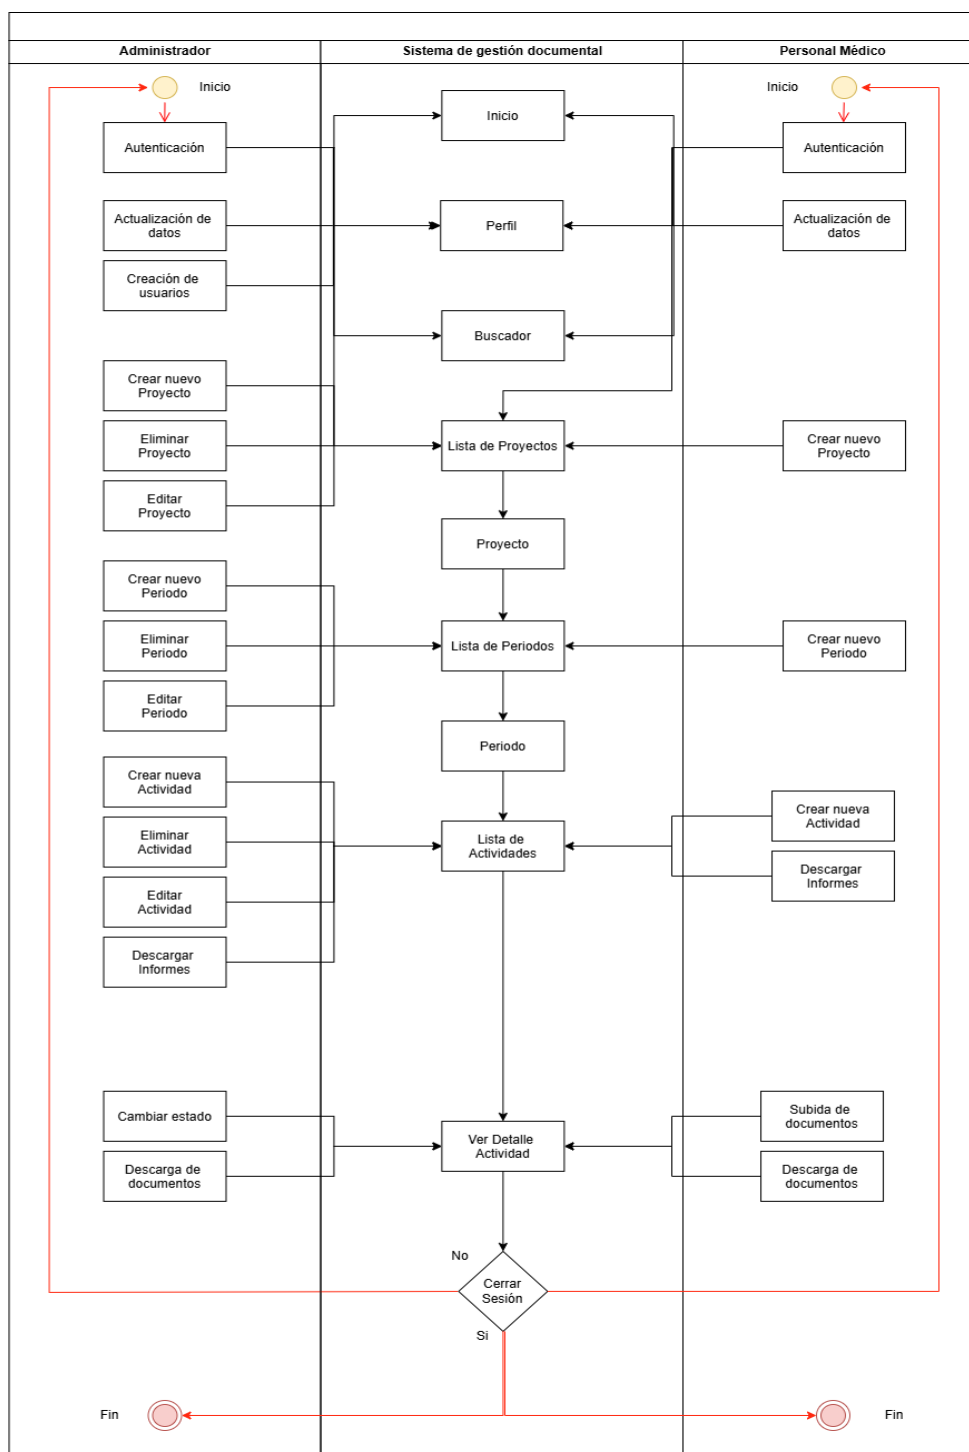 Administrador
Sistema de gestión documental
Personal Médico
Inicio
Inicio
Inicio
Autenticación
Autenticación
Actualización de
datos
Perfil
Actualización de
datos
Creación de
usuarios
Buscador
Crear nuevo
Proyecto
Eliminar
Proyecto
Lista de Proyectos
Crear nuevo
Proyecto
Editar
Proyecto
Proyecto
Crear nuevo
Periodo
Eliminar
Periodo
Lista de Periodos
Crear nuevo
Periodo
Editar
Periodo
Periodo
Crear nueva
Actividad
Crear nueva
Actividad
Eliminar
Actividad
Lista de
Actividades
Descargar
Informes
Editar
Actividad
Descargar
Informes
Cambiar estado
Subida de
documentos
Ver Detalle
Actividad
Descarga de
documentos
Descarga de
documentos
No
Cerrar
Sesión
Si
Fin
Fin